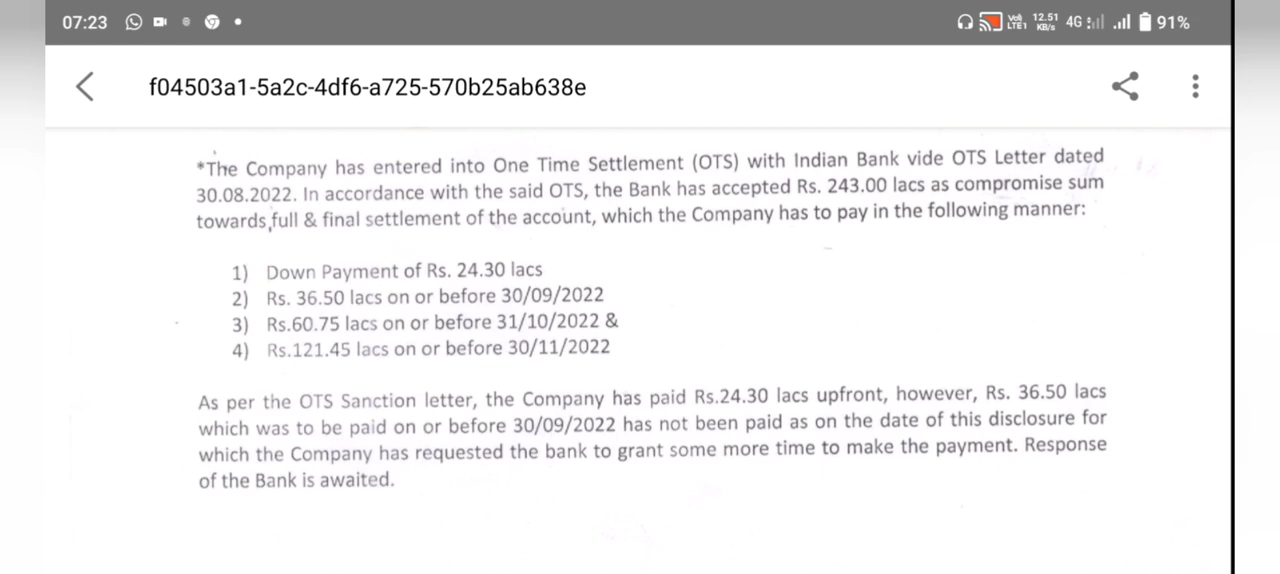 07:23 VoI) LTE1 12.51 KB/s 4G 91%
f04503a1-5a2c-4df6-a725-570b25ab638e
*The Company has entered into One Time Settlement (OTS) with Indian Bank vide OTS Letter dated
30.08.2022. In accordance with the said OTS, the Bank has accepted Rs. 243.00 lacs as compromise sum
towards full & final settlement of the account, which the Company has to pay in the following manner:
1) Down Payment of Rs. 24.30 lacs
2) Rs. 36.50 lacs on or before 30/09/2022
3) Rs.60.75 lacs on or before 31/10/2022 &
4) Rs.121.45 lacs on or before 30/11/2022
As per the OTS Sanction letter, the Company has paid Rs.24.30 lacs upfront, however, Rs. 36.50 lacs
which was to be paid on or before 30/09/2022 has not been paid as on the date of this disclosure for
which the Company has requested the bank to grant some more time to make the payment. Response
of the Bank is awaited.